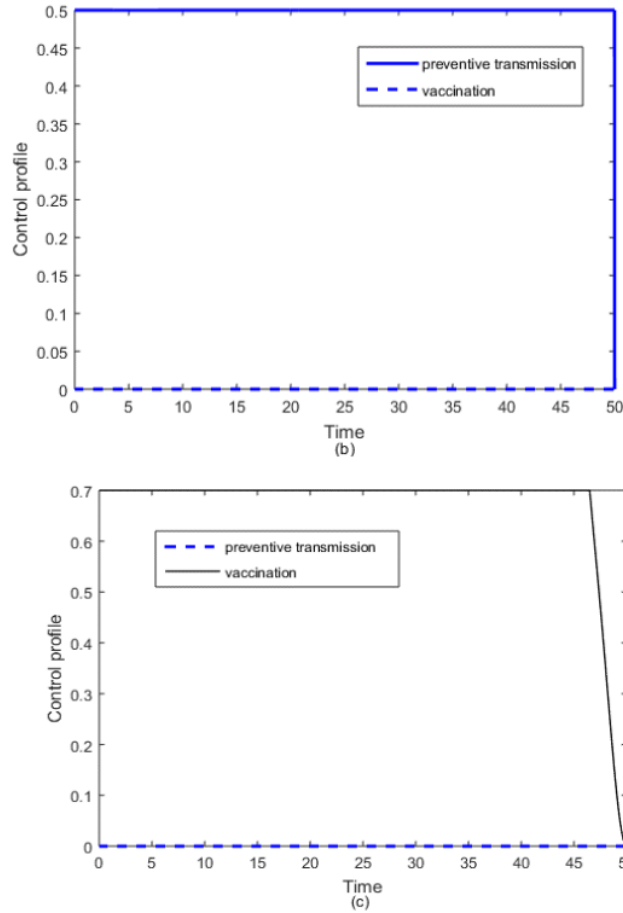 0.5
0.45
preventive transmission
0.4
vaccination
0.35
0.3
0.25
0.2
0.15
0.1
0.05
0
0 5 10 15 20 25 30 35 40 45 50
Control profile
Time
(b)
0.7
0.6
preventive transmission
vaccination
0.5
0.4
0.3
0.2
0.1
0
0 5 10 15 20 25 30 35 40 45
Control profile
Time
(c)